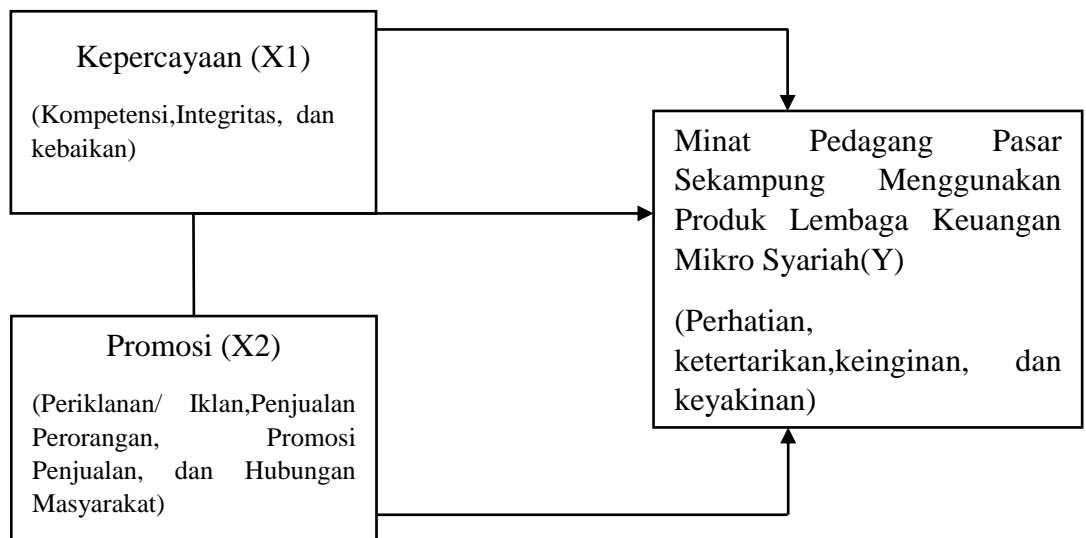 Kepercayaan (X1)
(Kompetensi,Integritas, dan
kebaikan)
Minat Pedagang Pasar
Sekampung Menggunakan
Produk Lembaga Keuangan
Mikro Syariah(Y)
(Perhatian,
ketertarikan,keinginan, dan
keyakinan)
Promosi (X2)
(Periklanan/ Iklan,Penjualan
Perorangan, Promosi
Penjualan, dan Hubungan
Masyarakat)